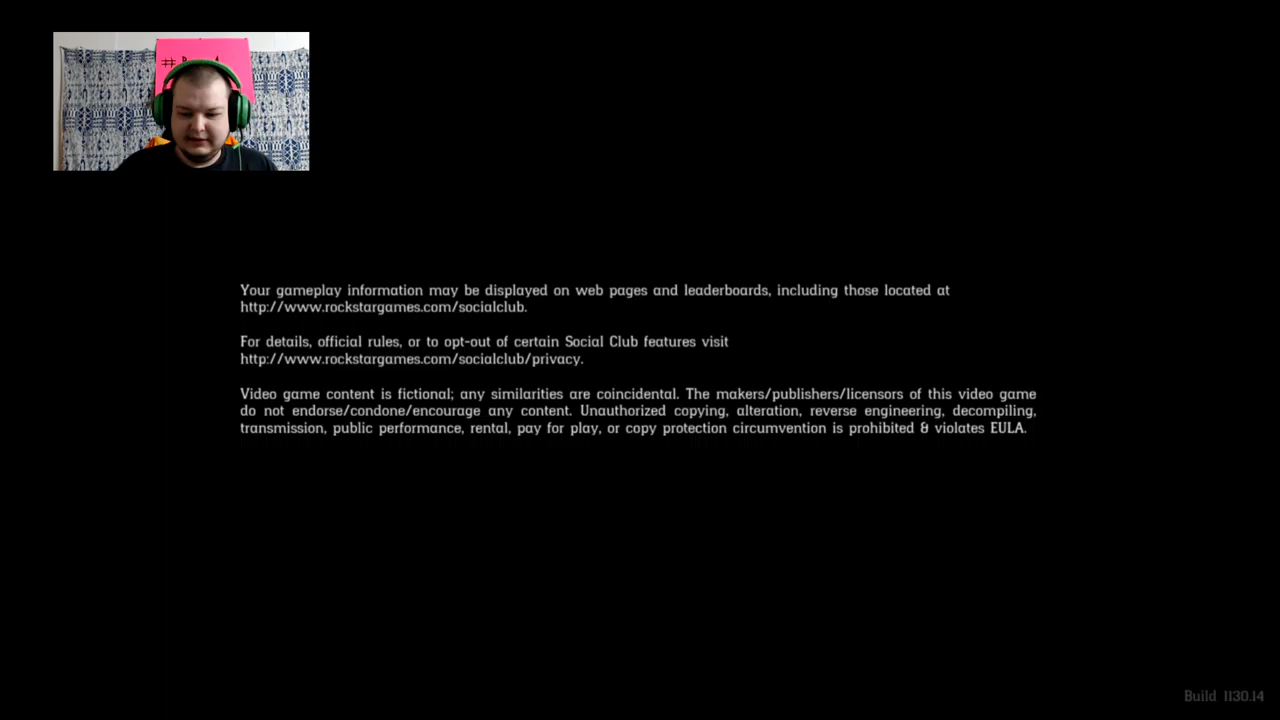 #
Your gameplay information may be displayed on web pages and leaderboards, including those located at
http://www.rockstargames.com/socialclub.
For details, official rules, or to opt-out of certain Social Club features visit
http://www.rockstargames.com/socialclub/privacy.
Video game content is fictional; any similarities are coincidental. The makers/publishers/licensors of this video game
do not endorse/condone/encourage any content. Unauthorized copying, alteration, reverse engineering, decompiling,
transmission, public performance, rental, pay for play, or copy protection circumvention is prohibited & violates EULA.
Build 1130.14